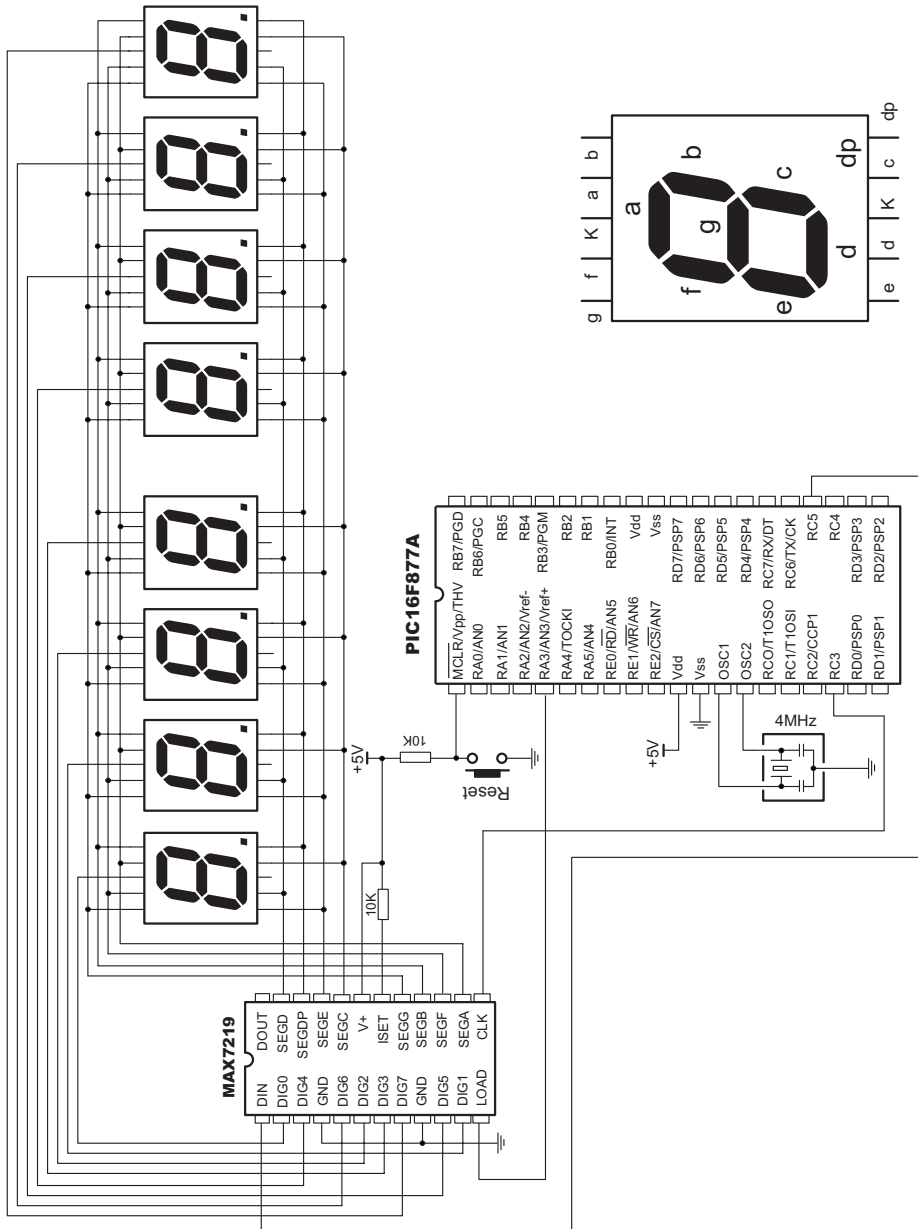 MAX7219
DIN
DIG0
DIG4
GND
DIG6
DIG2
DIG3
DIG7
GND
DIG5
DIG1
LOAD
DOUT
SEGD
SEGDP
SEGE
SEGC
V+
ISET
SEGG
SEGB
SEGF
SEGA
CLK
10K
+5V
10K
Reset
PIC16F877A
MCLR/Vpp/THV
RA0/AN0
RA1/AN1
RA2/AN2/Vref-
RA3/AN3/Vref+
RA4/TOCKI
RA5/AN4
RE0/RD/AN5
RE1/WR/AN6
RE2/CS/AN7
Vdd
Vss
OSC1
OSC2
RC0/T1OSO
RC1/T1OSI
RC2/CCP1
RC3
RD0/PSP0
RD1/PSP1
RB7/PGD
RB6/PGC
RB5
RB4
RB3/PGM
RB2
RB1
RB0/INT
Vdd
Vss
RD7/PSP7
RD6/PSP6
RD5/PSP5
RD4/PSP4
RC7/RX/DT
RC6/TX/CK
RC5
RC4
RD3/PSP3
RD2/PSP2
+5V
4MHz
g f K a b
a
b
f
g
c
e
d
dp
e d K c dp